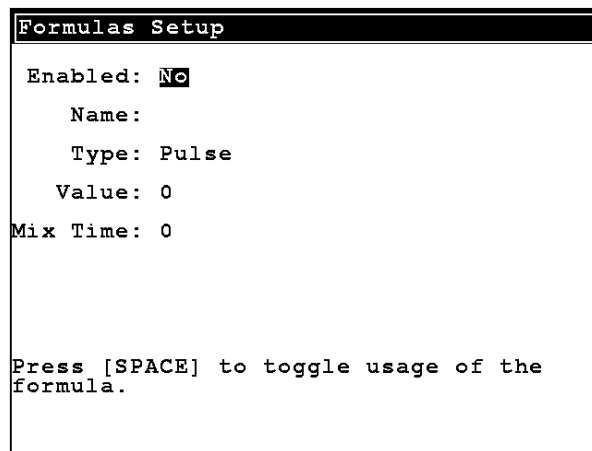 Formulas Setup
Enabled: No
Name:
Type: Pulse
Value: 0
Mix Time: 0
Press [SPACE] to toggle usage of the
formula.